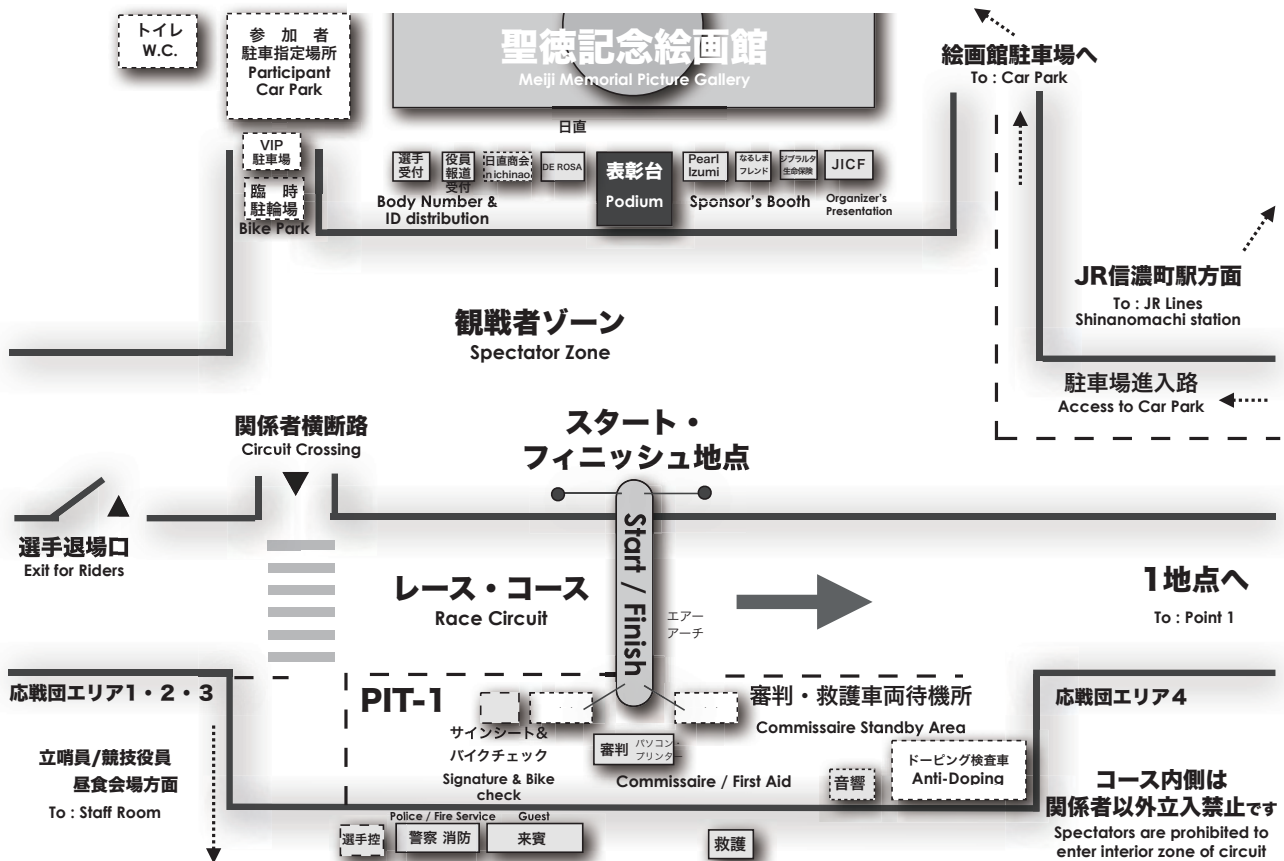 トイレ
W.C.
参 加 者
駐車指定場所
Participant
Car Park
聖徳記念絵画館
Meiji Memorial Picture Gallery
絵画館駐車場へ
To : Car Park
日直
VIP
駐車場
臨 時
駐輪場
Bike Park
選手
受付
役員
報道
受付
日直商会
nichinao
DE ROSA
表彰台
Podium
Pearl
Izumi
なるしま
フレンド
ジブラルタ
生命保険
JICF
Body Number &
ID distribution
Sponsor's Booth
Organizer's
Presentation
JR信濃町駅方面
To : JR Lines
Shinanomachi station
観戦者ゾーン
Spectator Zone
駐車場進入路
Access to Car Park
関係者横断路
Circuit Crossing
スタート・
フィニッシュ地点
選手退場口
Exit for Riders
レース・コース
Race Circuit
Start / Finish
エアー
アーチ
1地点へ
To : Point 1
応戦団エリア1・2・3
PIT-1
審判・救護車両待機所
Commissaire Standby Area
応戦団エリア4
サインシート&
バイクチェック
Signature & Bike
check
審判
パソコン・
プリンター
Commissaire / First Aid
音響
ドーピング検査車
Anti-Doping
立哨員/競技役員
昼食会場方面
To : Staff Room
コース内側は
関係者以外立入禁止です
Spectators are prohibited to
enter interior zone of circuit
Police / Fire Service
Guest
選手控
警察 消防
来賓
救護